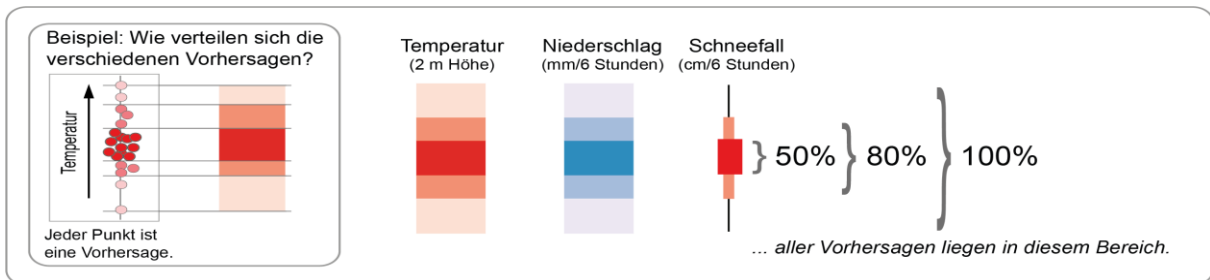 Beispiel: Wie verteilen sich die
verschiedenen Vorhersagen?
Temperatur
Jeder Punkt ist
eine Vorhersage.
Temperatur
(2 m Höhe)
Niederschlag
(mm/6 Stunden)
Schneefall
(cm/6 Stunden)
50%
80%
100%
... aller Vorhersagen liegen in diesem Bereich.